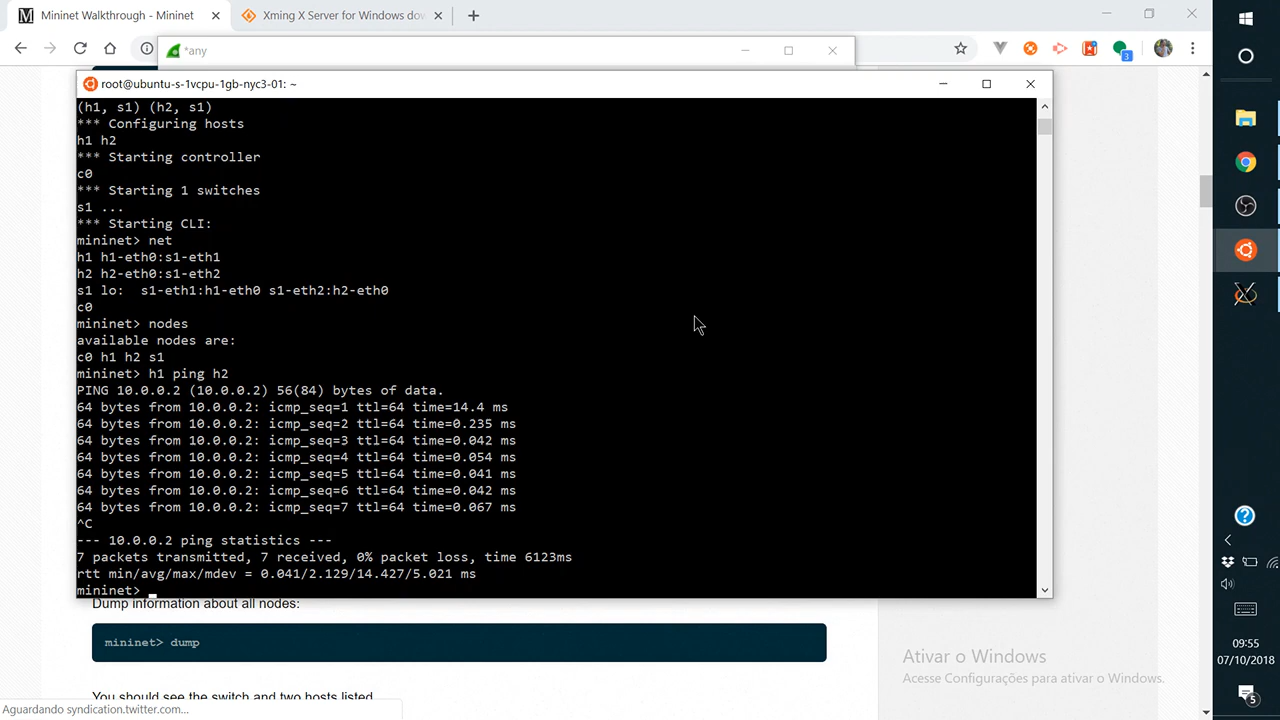 Mininet Walkthrough - Mininet
Xming X Server for Windows dov
*any
3
root@ubuntu-s-1vcpu-1gb-nyc3-01: ~
(h1, s1) (h2, s1)
*** Configuring hosts
h1 h2
*** Starting controller
c0
*** Starting 1 switches
s1 ...
*** Starting CLI:
mininet> net
h1 h1-eth0:s1-eth1
h2 h2-eth0:s1-eth2
s1 lo:  s1-eth1:h1-eth0 s1-eth2:h2-eth0
c0
mininet> nodes
available nodes are:
c0 h1 h2 s1
mininet> h1 ping h2
PING 10.0.0.2 (10.0.0.2) 56(84) bytes of data.
64 bytes from 10.0.0.2: icmp_seq=1 ttl=64 time=14.4 ms
64 bytes from 10.0.0.2: icmp_seq=2 ttl=64 time=0.235 ms
64 bytes from 10.0.0.2: icmp_seq=3 ttl=64 time=0.042 ms
64 bytes from 10.0.0.2: icmp_seq=4 ttl=64 time=0.054 ms
64 bytes from 10.0.0.2: icmp_seq=5 ttl=64 time=0.041 ms
64 bytes from 10.0.0.2: icmp_seq=6 ttl=64 time=0.042 ms
64 bytes from 10.0.0.2: icmp_seq=7 ttl=64 time=0.067 ms
^C
--- 10.0.0.2 ping statistics ---
7 packets transmitted, 7 received, 0% packet loss, time 6123ms
rtt min/avg/max/mdev = 0.041/2.129/14.427/5.021 ms
mininet>
Dump information about all nodes:
mininet> dump
You should see the switch and two hosts listed
Aguardando syndication.twitter.com...
Ativar o Windows
Acesse Configurações para ativar o Windows.
09:55
07/10/2018
5